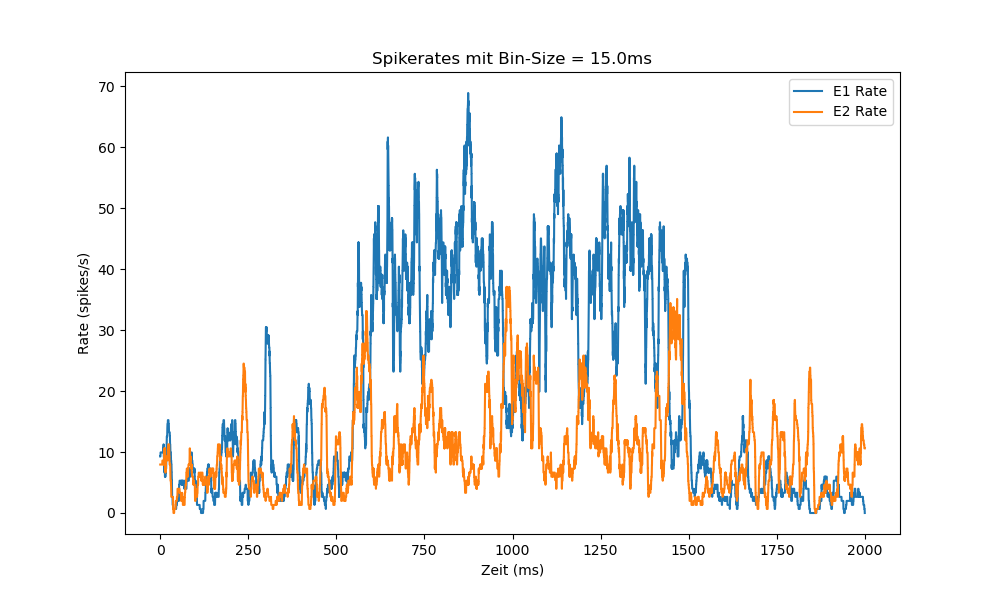 Spikerates mit Bin-Size = 15.0ms
E1 Rate
E2 Rate
Rate (spikes/s)
70
60
50
40
30
20
10
0
0 250 500 750 1000 1250 1500 1750 2000
Zeit (ms)